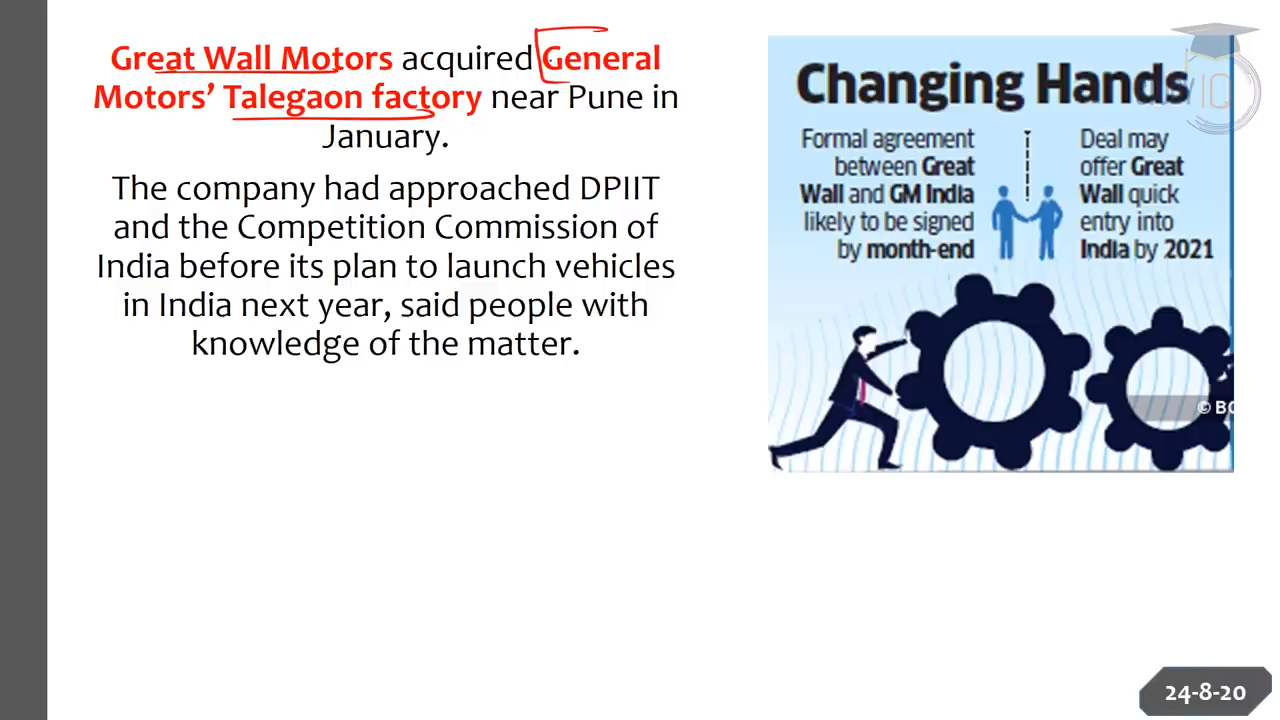 Great Wall Motors acquired General
Motors’ Talegaon factory near Pune in
January.
The company had approached DPIIT
and the Competition Commission of
India before its plan to launch vehicles
in India next year, said people with
knowledge of the matter.
Changing Hands
Formal agreement
between Great
Wall and GM India
likely to be signed
by month-end
Deal may
offer Great
Wall quick
entry into
India by 2021
© BC
24-8-20